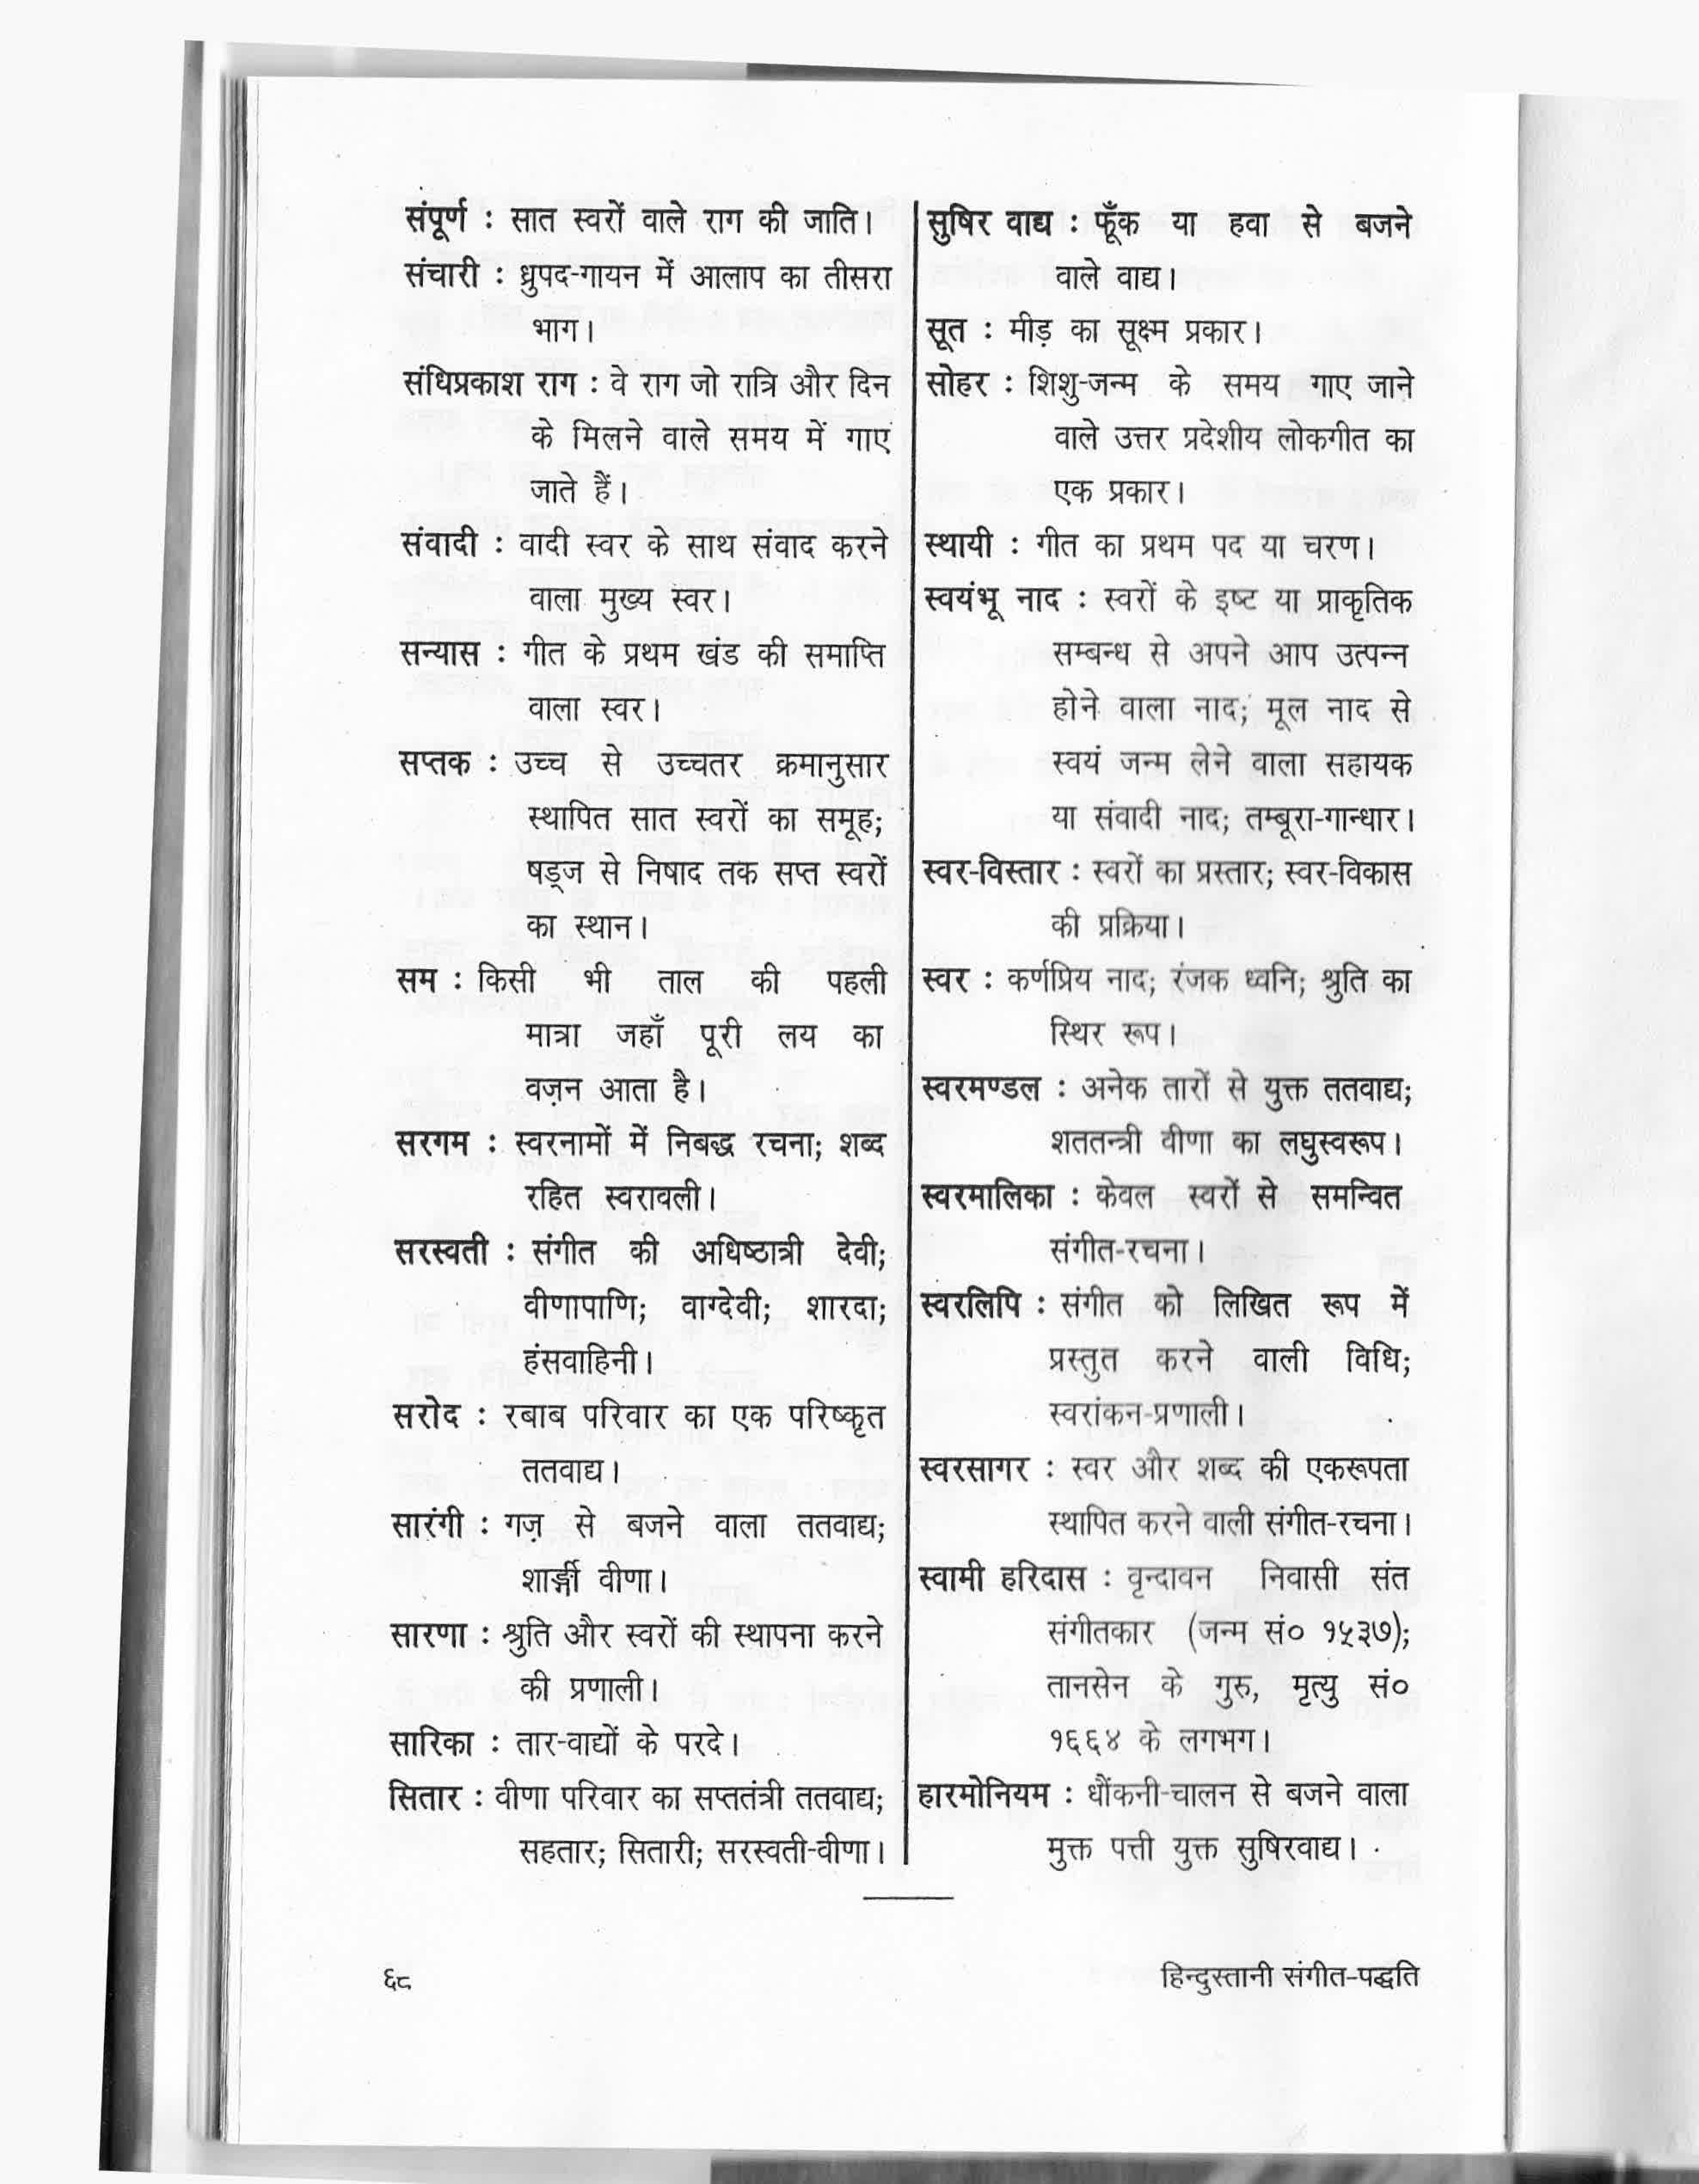 संपूर्ण : सात स्वरों वाले राग की जाति।
संचारी : ध्रुपद-गायन में आलाप का तीसरा
भाग।
संधिप्रकाश राग : वे राग जो रात्रि और दिन
के मिलने वाले समय में गाए
जाते हैं।
संवादी : वादी स्वर के साथ संवाद करने
वाला मुख्य स्वर।
सन्यास : गीत के प्रथम खंड की समाप्ति
वाला स्वर।
सप्तक : उच्च से उच्चतर क्रमानुसार
स्थापित सात स्वरों का समूह;
षड्ज से निषाद तक सप्त स्वरों
का स्थान।
सम : किसी भी ताल की पहली
मात्रा जहाँ पूरी लय का
वज़न आता है।
सरगम : स्वरनामों में निबद्ध रचना; शब्द
रहित स्वरावली।
सरस्वती : संगीत की अधिष्ठात्री देवी;
वीणापाणि; वाग्देवी; शारदा;
हंसवाहिनी।
सरोद : रबाब परिवार का एक परिष्कृत
ततवाद्य।
सारंगी : गज़ से बजने वाला ततवाद्य;
शार्ङ्गी वीणा।
सारणा : श्रुति और स्वरों की स्थापना करने
की प्रणाली।
सारिका : तार-वाद्यों के परदे।
सितार : वीणा परिवार का सप्ततंत्री ततवाद्य;
सहतार; सितारी; सरस्वती-वीणा।
सुषिर वाद्य : फूँक या हवा से बजने
वाले वाद्य।
सूत : मीड़ का सूक्ष्म प्रकार।
सोहर : शिशु-जन्म के समय गाए जाने
वाले उत्तर प्रदेशीय लोकगीत का
एक प्रकार।
स्थायी : गीत का प्रथम पद या चरण।
स्वयंभू नाद : स्वरों के इष्ट या प्राकृतिक
सम्बन्ध से अपने आप उत्पन्न
होने वाला नाद; मूल नाद से
स्वयं जन्म लेने वाला सहायक
या संवादी नाद; तम्बूरा-गान्धार।
स्वर-विस्तार : स्वरों का प्रस्तार; स्वर-विकास
की प्रक्रिया।
स्वर : कर्णप्रिय नाद; रंजक ध्वनि; श्रुति का
स्थिर रूप।
स्वरमण्डल : अनेक तारों से युक्त ततवाद्य;
शततन्त्री वीणा का लघुस्वरूप।
स्वरमालिका : केवल स्वरों से समन्वित
संगीत-रचना।
स्वरलिपि : संगीत को लिखित रूप में
प्रस्तुत करने वाली विधि;
स्वरांकन-प्रणाली।
स्वरसागर : स्वर और शब्द की एकरूपता
स्थापित करने वाली संगीत-रचना।
स्वामी हरिदास : वृन्दावन निवासी संत
संगीतकार (जन्म सं० १५३७);
तानसेन के गुरु, मृत्यु सं०
१६६४ के लगभग।
हारमोनियम : धौंकनी-चालन से बजने वाला
मुक्त पत्ती युक्त सुषिरवाद्य।
६८
हिन्दुस्तानी संगीत-पद्धति